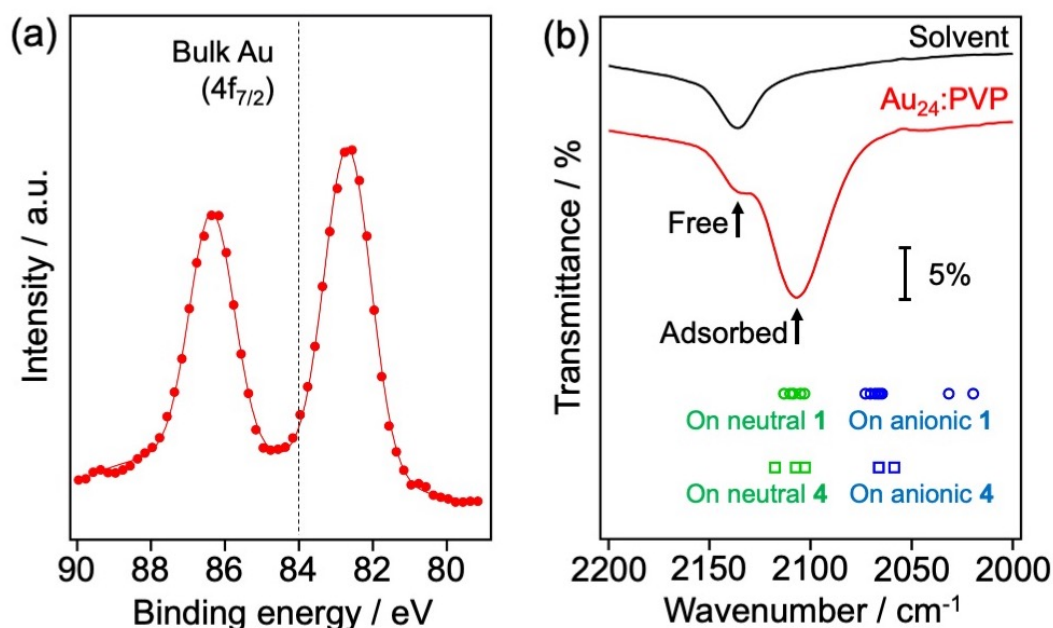 (a)
Bulk Au
(4f7/2)
Intensity / a.u.
90 88 86 84 82 80
Binding energy / eV
(b)
Solvent
Au24:PVP
Free
5%
Adsorbed
On neutral 1 On anionic 1
On neutral 4 On anionic 4
Transmittance / %
2200 2150 2100 2050 2000
Wavenumber / cm-1